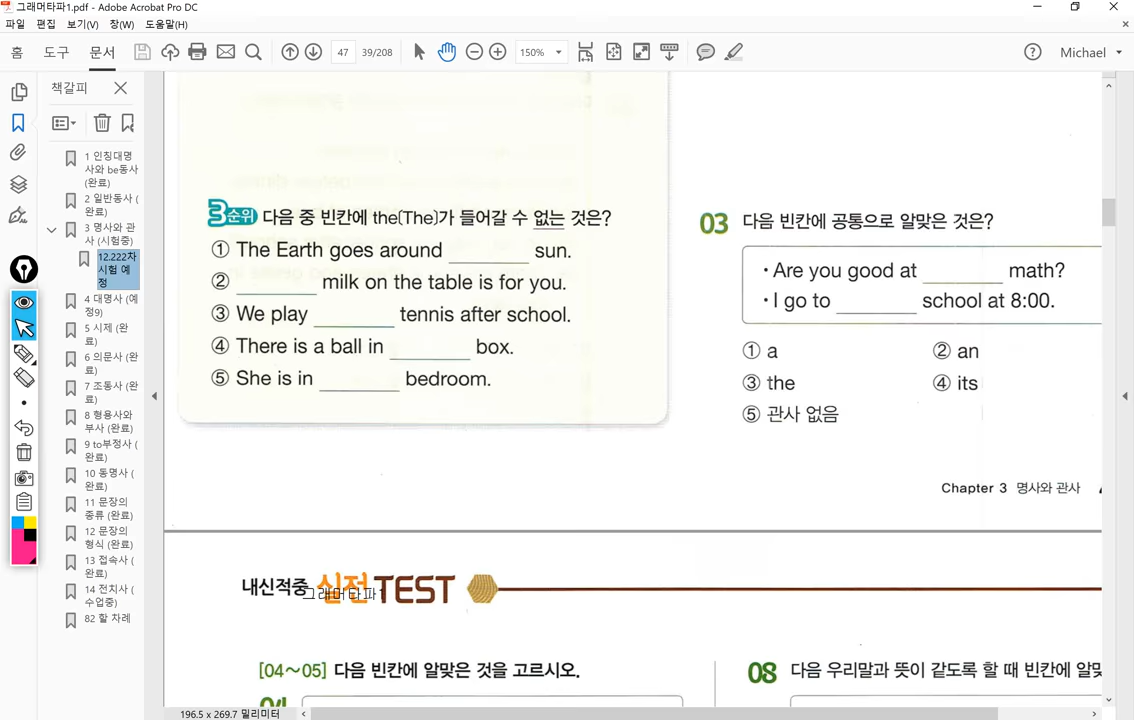 그래머타파1.pdf - Adobe Acrobat Pro DC
파일 편집 보기(V) 창(W) 도움말(H)
홈 도구 문서 47 39/208 150% Michael
책갈피
1 인칭대명
사와 be동사
(완료)
2 일반동사 (
완료)
3 명사와 관
사 (시험중)
12.222차
시험 예
정
4 대명사 (예
정9)
5 시제 (완
료)
6 의문사 (완
료)
7 조동사 (완
료)
8 형용사와
부사 (완료)
9 to부정사 (
완료)
10 동명사 (
완료)
11 문장의
종류 (완료)
12 문장의
형식 (완료)
13 접속사 (
완료)
14 전치사 (
수업중)
82 할 차례
3순위 다음 중 빈칸에 the(The)가 들어갈 수 없는 것은?
① The Earth goes around ________ sun.
② ________ milk on the table is for you.
③ We play ________ tennis after school.
④ There is a ball in ________ box.
⑤ She is in ________ bedroom.
03 다음 빈칸에 공통으로 알맞은 것은?
• Are you good at ________ math?
• I go to ________ school at 8:00.
① a ② an
③ the ④ its
⑤ 관사 없음
Chapter 3 명사와 관사
내신적중 실전 TEST
그래머타파1
[04~05] 다음 빈칸에 알맞은 것을 고르시오.
04
08 다음 우리말과 뜻이 같도록 할 때 빈칸에 알맞
196.5 x 269.7 밀리미터